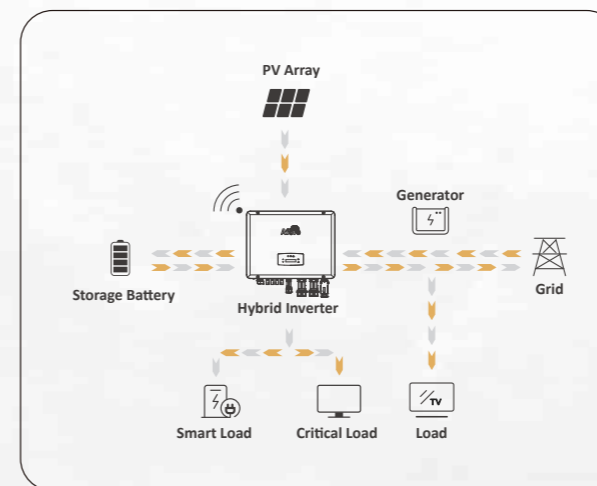 PV Array
Generator
Storage Battery
Hybrid Inverter
Grid
TV
Smart Load
Critical Load
Load